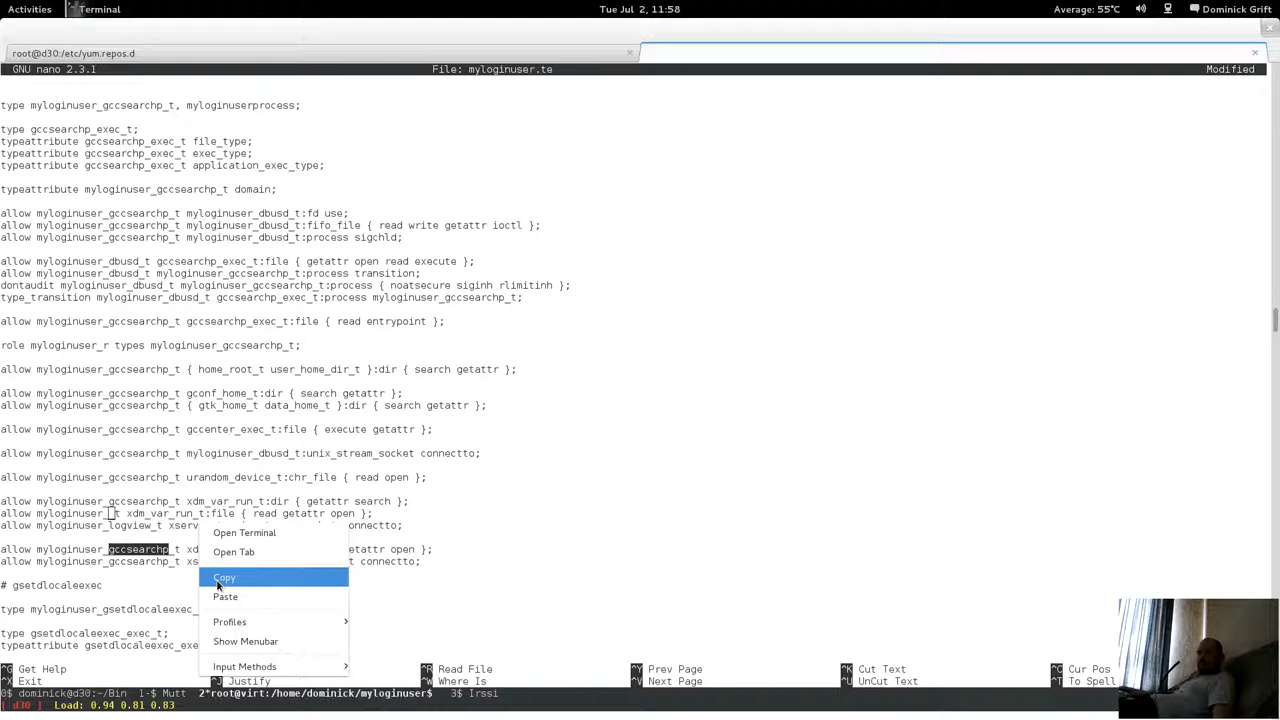 Activities Terminal Tue Jul 2, 11:58 Average: 55°C Dominick Grift
root@d30:/etc/yum.repos.d
GNU nano 2.3.1 File: myloginuser.te Modified
type myloginuser_gccsearchp_t, myloginuserprocess;
type gccsearchp_exec_t;
typeattribute gccsearchp_exec_t file_type;
typeattribute gccsearchp_exec_t exec_type;
typeattribute gccsearchp_exec_t application_exec_type;
typeattribute myloginuser_gccsearchp_t domain;
allow myloginuser_gccsearchp_t myloginuser_dbusd_t:fd use;
allow myloginuser_gccsearchp_t myloginuser_dbusd_t:fifo_file { read write getattr ioctl };
allow myloginuser_gccsearchp_t myloginuser_dbusd_t:process sigchld;
allow myloginuser_dbusd_t gccsearchp_exec_t:file { getattr open read execute };
allow myloginuser_dbusd_t myloginuser_gccsearchp_t:process transition;
dontaudit myloginuser_dbusd_t myloginuser_gccsearchp_t:process { noatsecure siginh rlimitinh };
type_transition myloginuser_dbusd_t gccsearchp_exec_t:process myloginuser_gccsearchp_t;
allow myloginuser_gccsearchp_t gccsearchp_exec_t:file { read entrypoint };
role myloginuser_r types myloginuser_gccsearchp_t;
allow myloginuser_gccsearchp_t { home_root_t user_home_dir_t }:dir { search getattr };
allow myloginuser_gccsearchp_t gconf_home_t:dir { search getattr };
allow myloginuser_gccsearchp_t { gtk_home_t data_home_t }:dir { search getattr };
allow myloginuser_gccsearchp_t gccenter_exec_t:file { execute getattr };
allow myloginuser_gccsearchp_t myloginuser_dbusd_t:unix_stream_socket connectto;
allow myloginuser_gccsearchp_t urandom_device_t:chr_file { read open };
allow myloginuser_gccsearchp_t xdm_var_run_t:dir { getattr search };
allow myloginuser_ t xdm_var_run_t:file { read getattr open };
allow myloginuser_logview_t xserv connectto;
allow myloginuser_gccsearchp_t xd etattr open };
allow myloginuser_gccsearchp_t xs connectto;
# gsetdlocaleexec
type myloginuser_gsetdlocaleexec_
type gsetdlocaleexec_exec_t;
typeattribute gsetdlocaleexec_exe
Open Terminal
Open Tab
Copy
Paste
Profiles
Show Menubar
Input Methods
^G Get Help ^R Read File ^Y Prev Page ^K Cut Text ^C Cur Pos
^X Exit ^J Justify ^W Where Is ^V Next Page ^U UnCut Text ^T To Spell
0$ dominick@d30:~/Bin 1-$ Mutt 2*root@virt:/home/dominick/myloginuser$ 3$ Irssi
[ d30 ] Load: 0.94 0.81 0.83